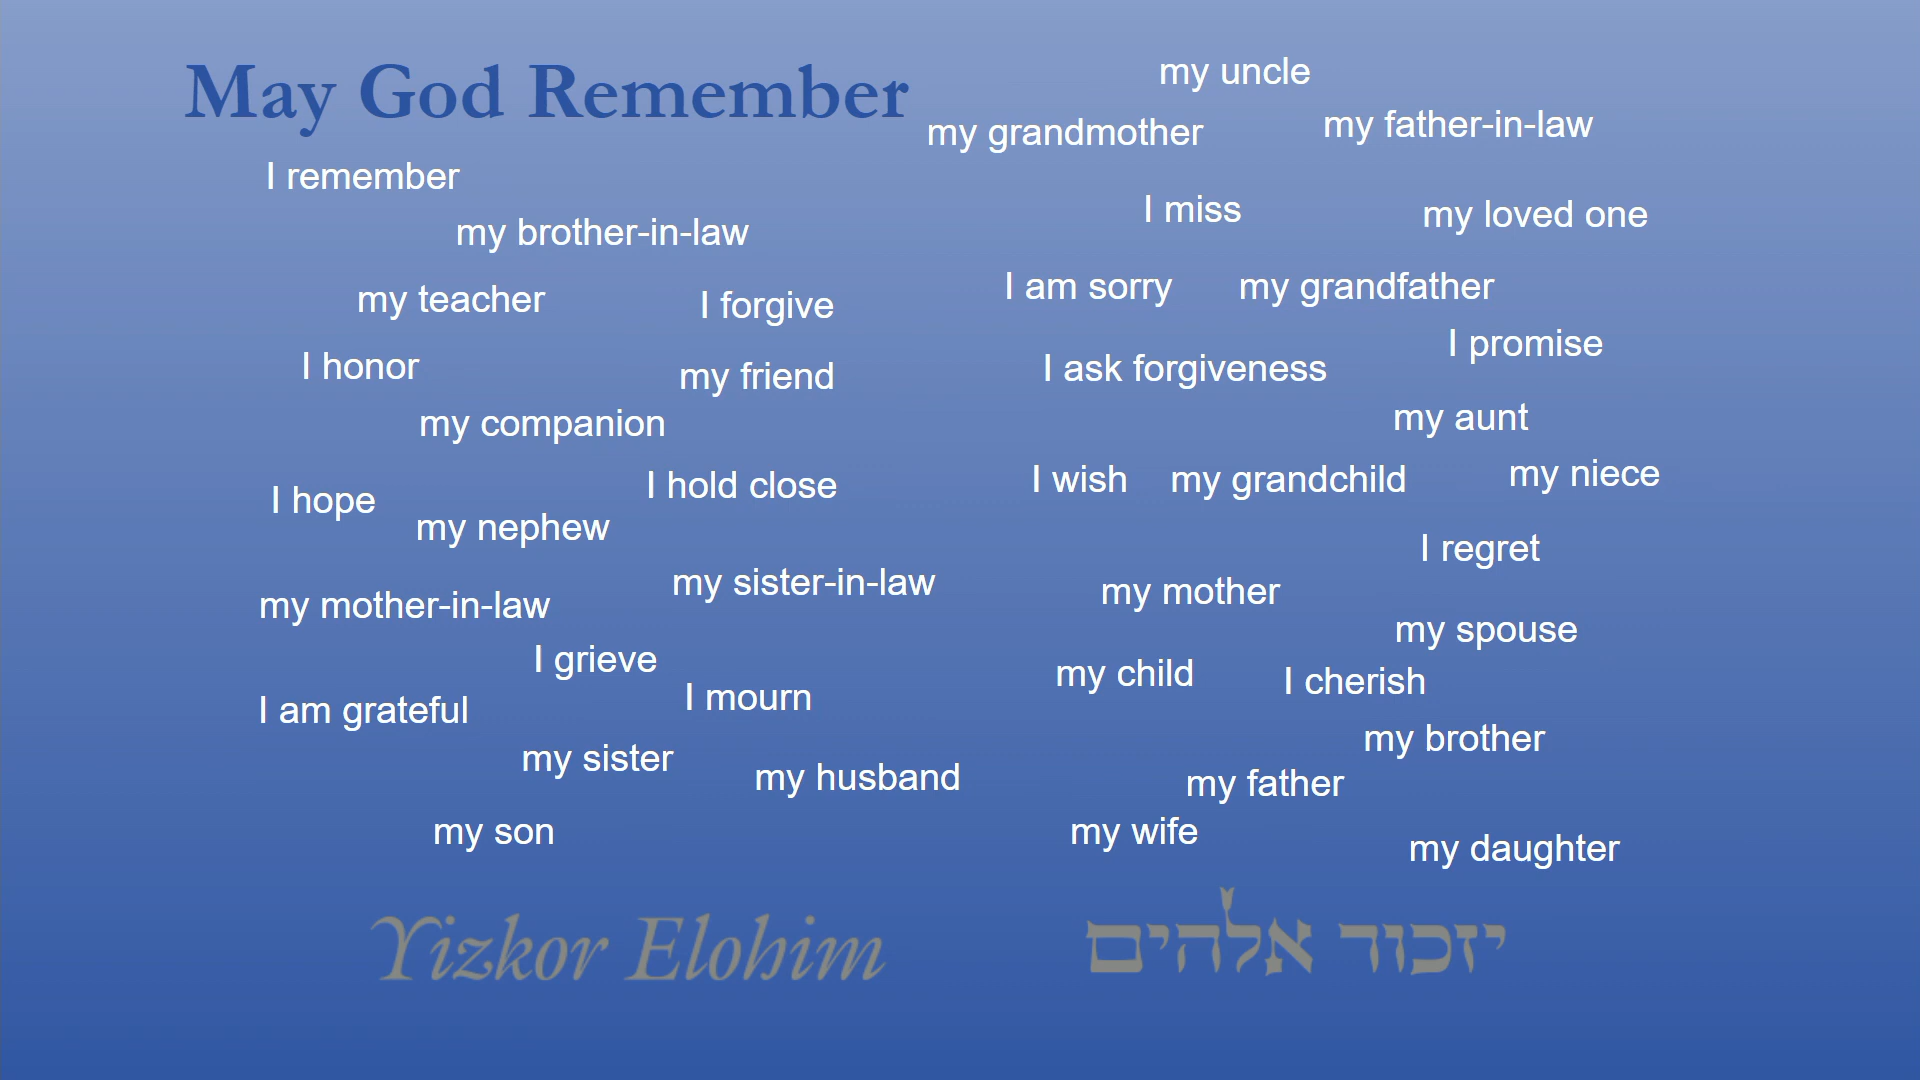 May God Remember
I remember
my brother-in-law
my teacher
I forgive
I honor
my friend
my companion
I hold close
I hope
my nephew
my sister-in-law
my mother-in-law
I grieve
I mourn
I am grateful
my sister
my husband
my son
my uncle
my grandmother
my father-in-law
I miss
my loved one
I am sorry
my grandfather
I promise
I ask forgiveness
my aunt
I wish
my grandchild
my niece
I regret
my mother
my spouse
my child
I cherish
my brother
my father
my wife
my daughter
Yizkor Elohim
יזכור אלהים